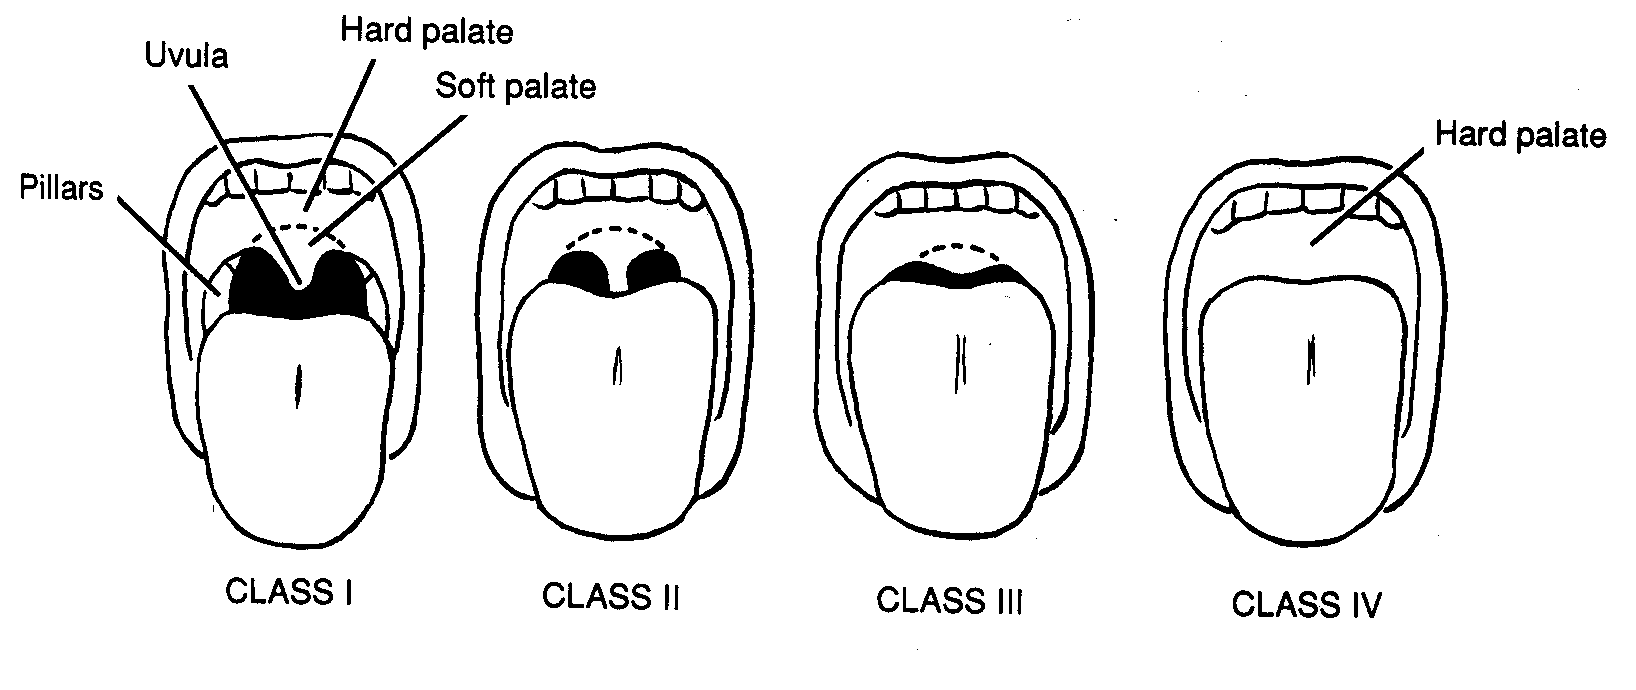 Hard palate
Uvula
Soft palate
Hard palate
Pillars
CLASS I
CLASS II
CLASS III
CLASS IV